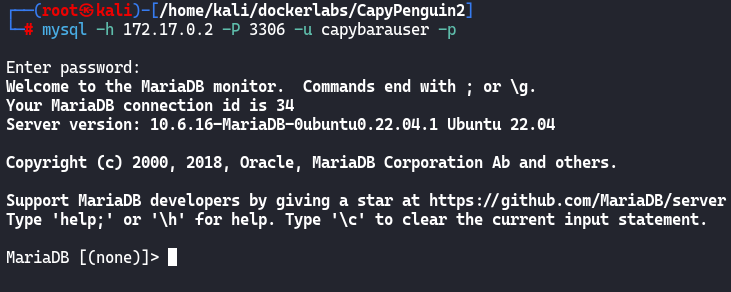 ┌──(root㉿kali)-[/home/kali/dockerlabs/CapyPenguin2]
└─# mysql -h 172.17.0.2 -P 3306 -u capybarauser -p
Enter password:
Welcome to the MariaDB monitor.  Commands end with ; or \g.
Your MariaDB connection id is 34
Server version: 10.6.16-MariaDB-0ubuntu0.22.04.1 Ubuntu 22.04
Copyright (c) 2000, 2018, Oracle, MariaDB Corporation Ab and others.
Support MariaDB developers by giving a star at https://github.com/MariaDB/server
Type 'help;' or '\h' for help. Type '\c' to clear the current input statement.
MariaDB [(none)]>